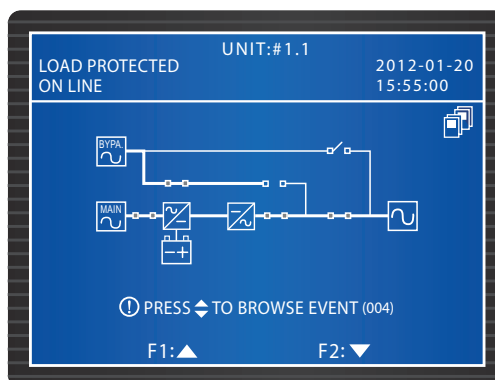 UNIT:#1.1
LOAD PROTECTED
2012-01-20
ON LINE
15:55:00
BYPA.
MAIN
PRESS TO BROWSE EVENT (004)
F1: F2: